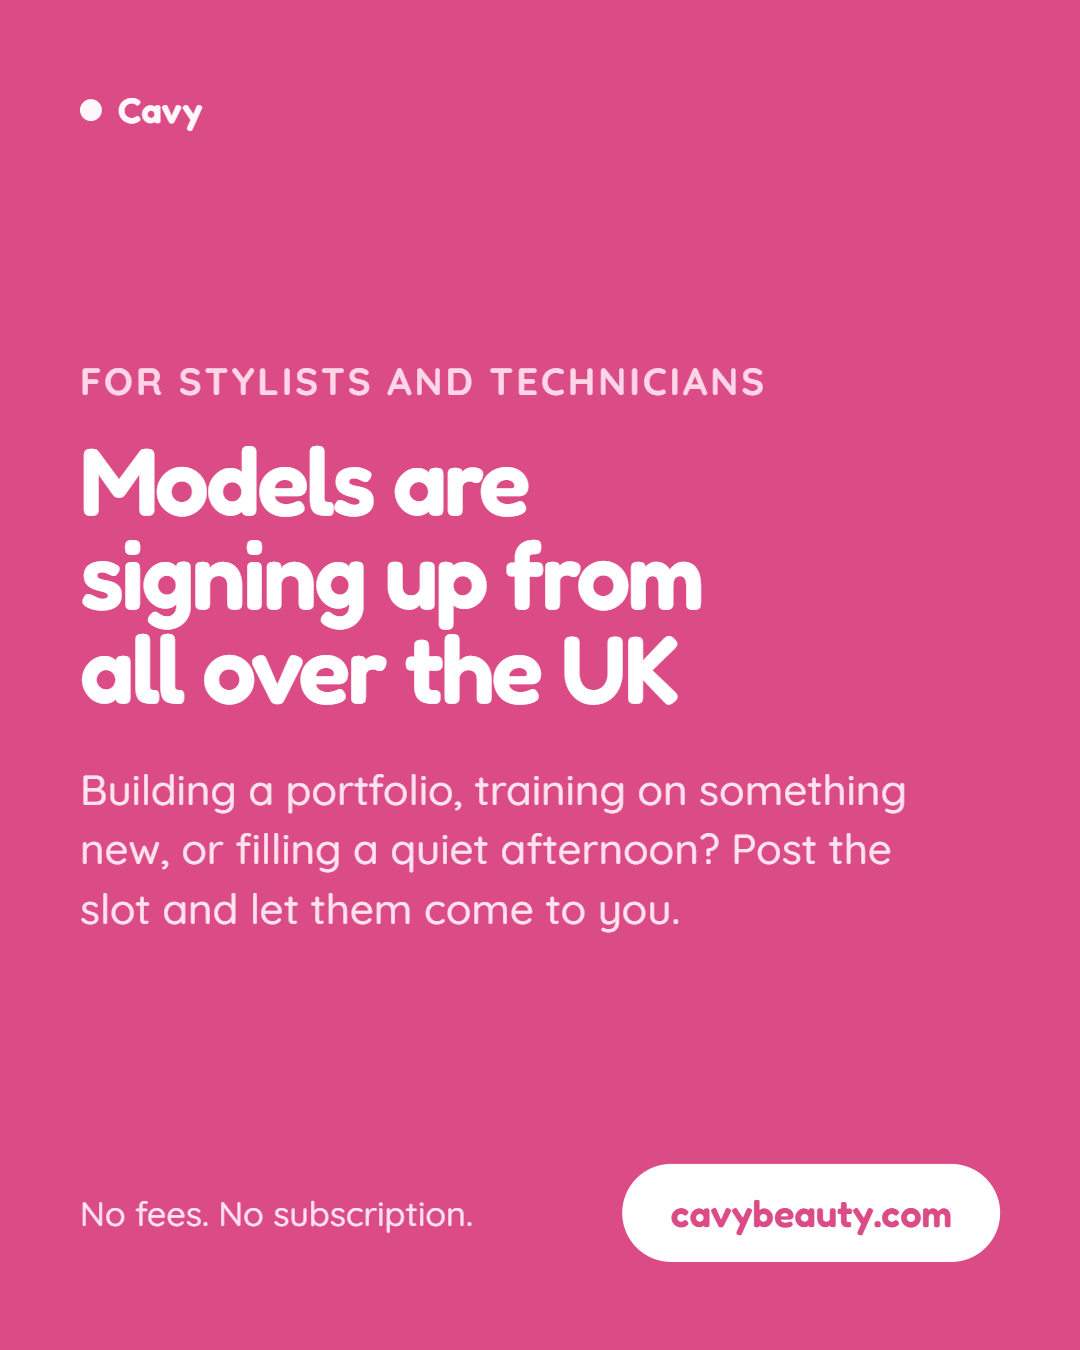 Cavy
FOR STYLISTS AND TECHNICIANS
Models are
signing up from
all over the UK
Building a portfolio, training on something
new, or filling a quiet afternoon? Post the
slot and let them come to you.
No fees. No subscription.
cavybeauty.com